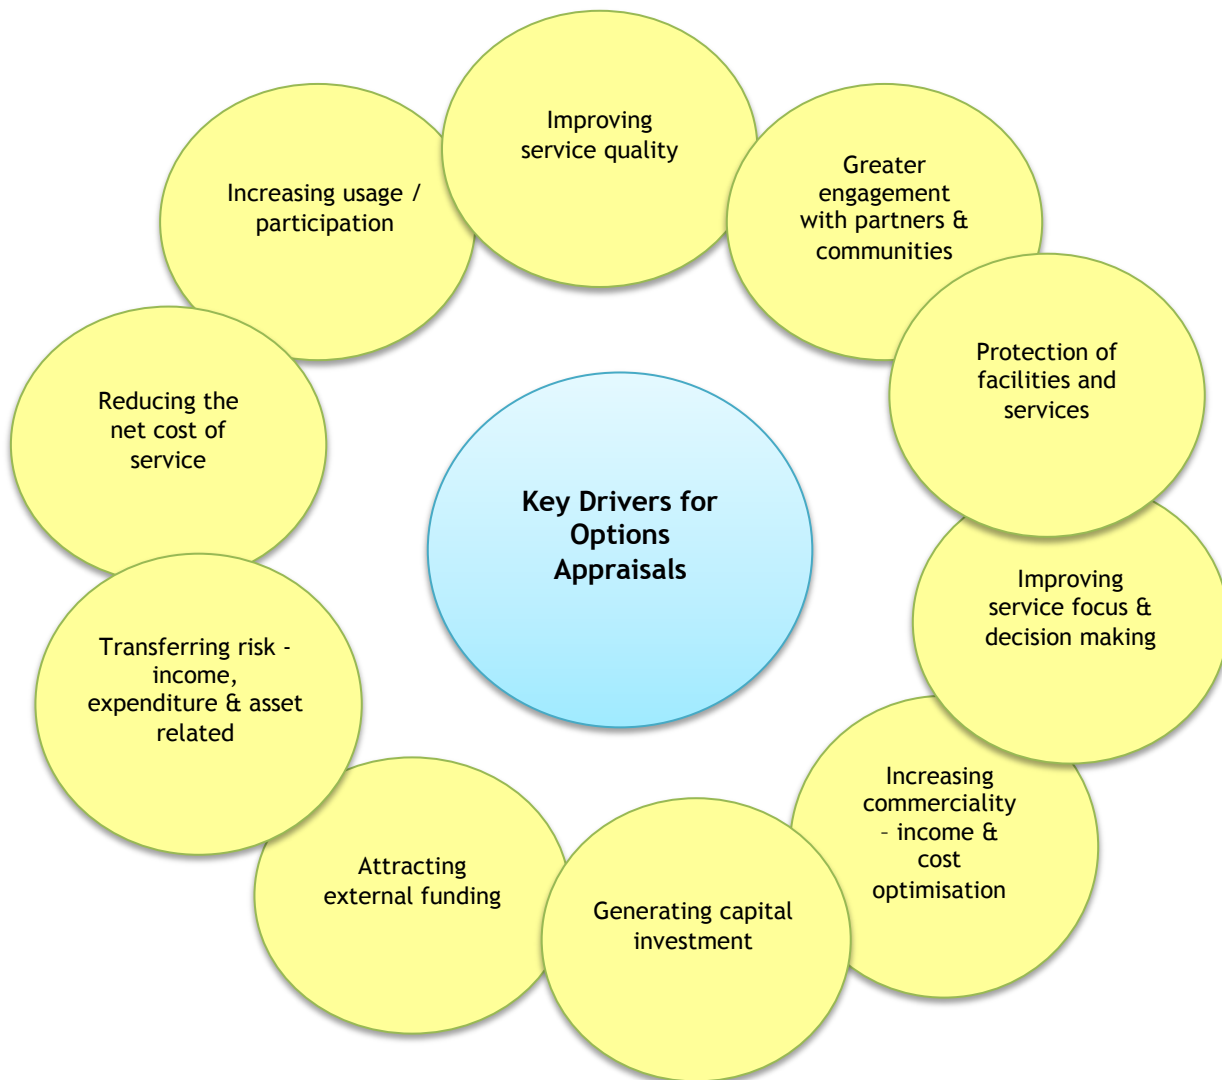 Improving
service quality
Greater
engagement
with partners &
communities
Protection of
facilities and
services
Improving
service focus &
decision making
Increasing
commerciality
– income &
cost
optimisation
Generating capital
investment
Attracting
external funding
Transferring risk -
income,
expenditure & asset
related
Reducing the
net cost of
service
Increasing usage /
participation
Key Drivers for
Options
Appraisals